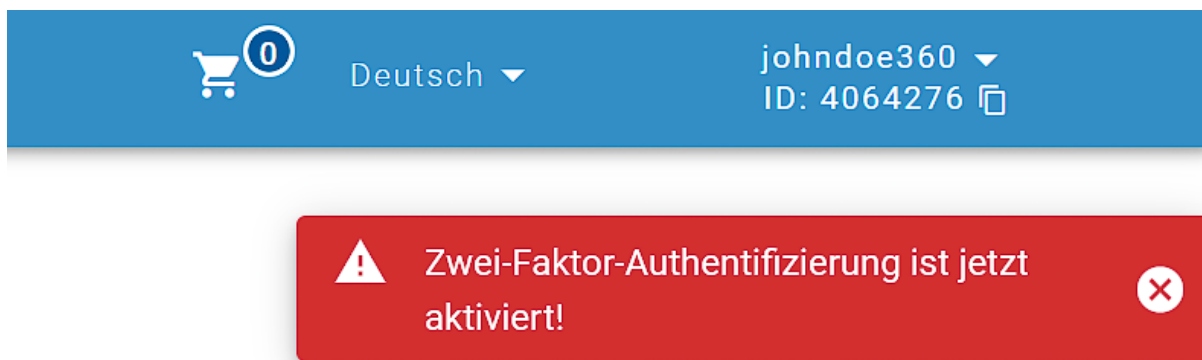 0
Deutsch
johndoe360
ID: 4064276
Zwei-Faktor-Authentifizierung ist jetzt
aktiviert!